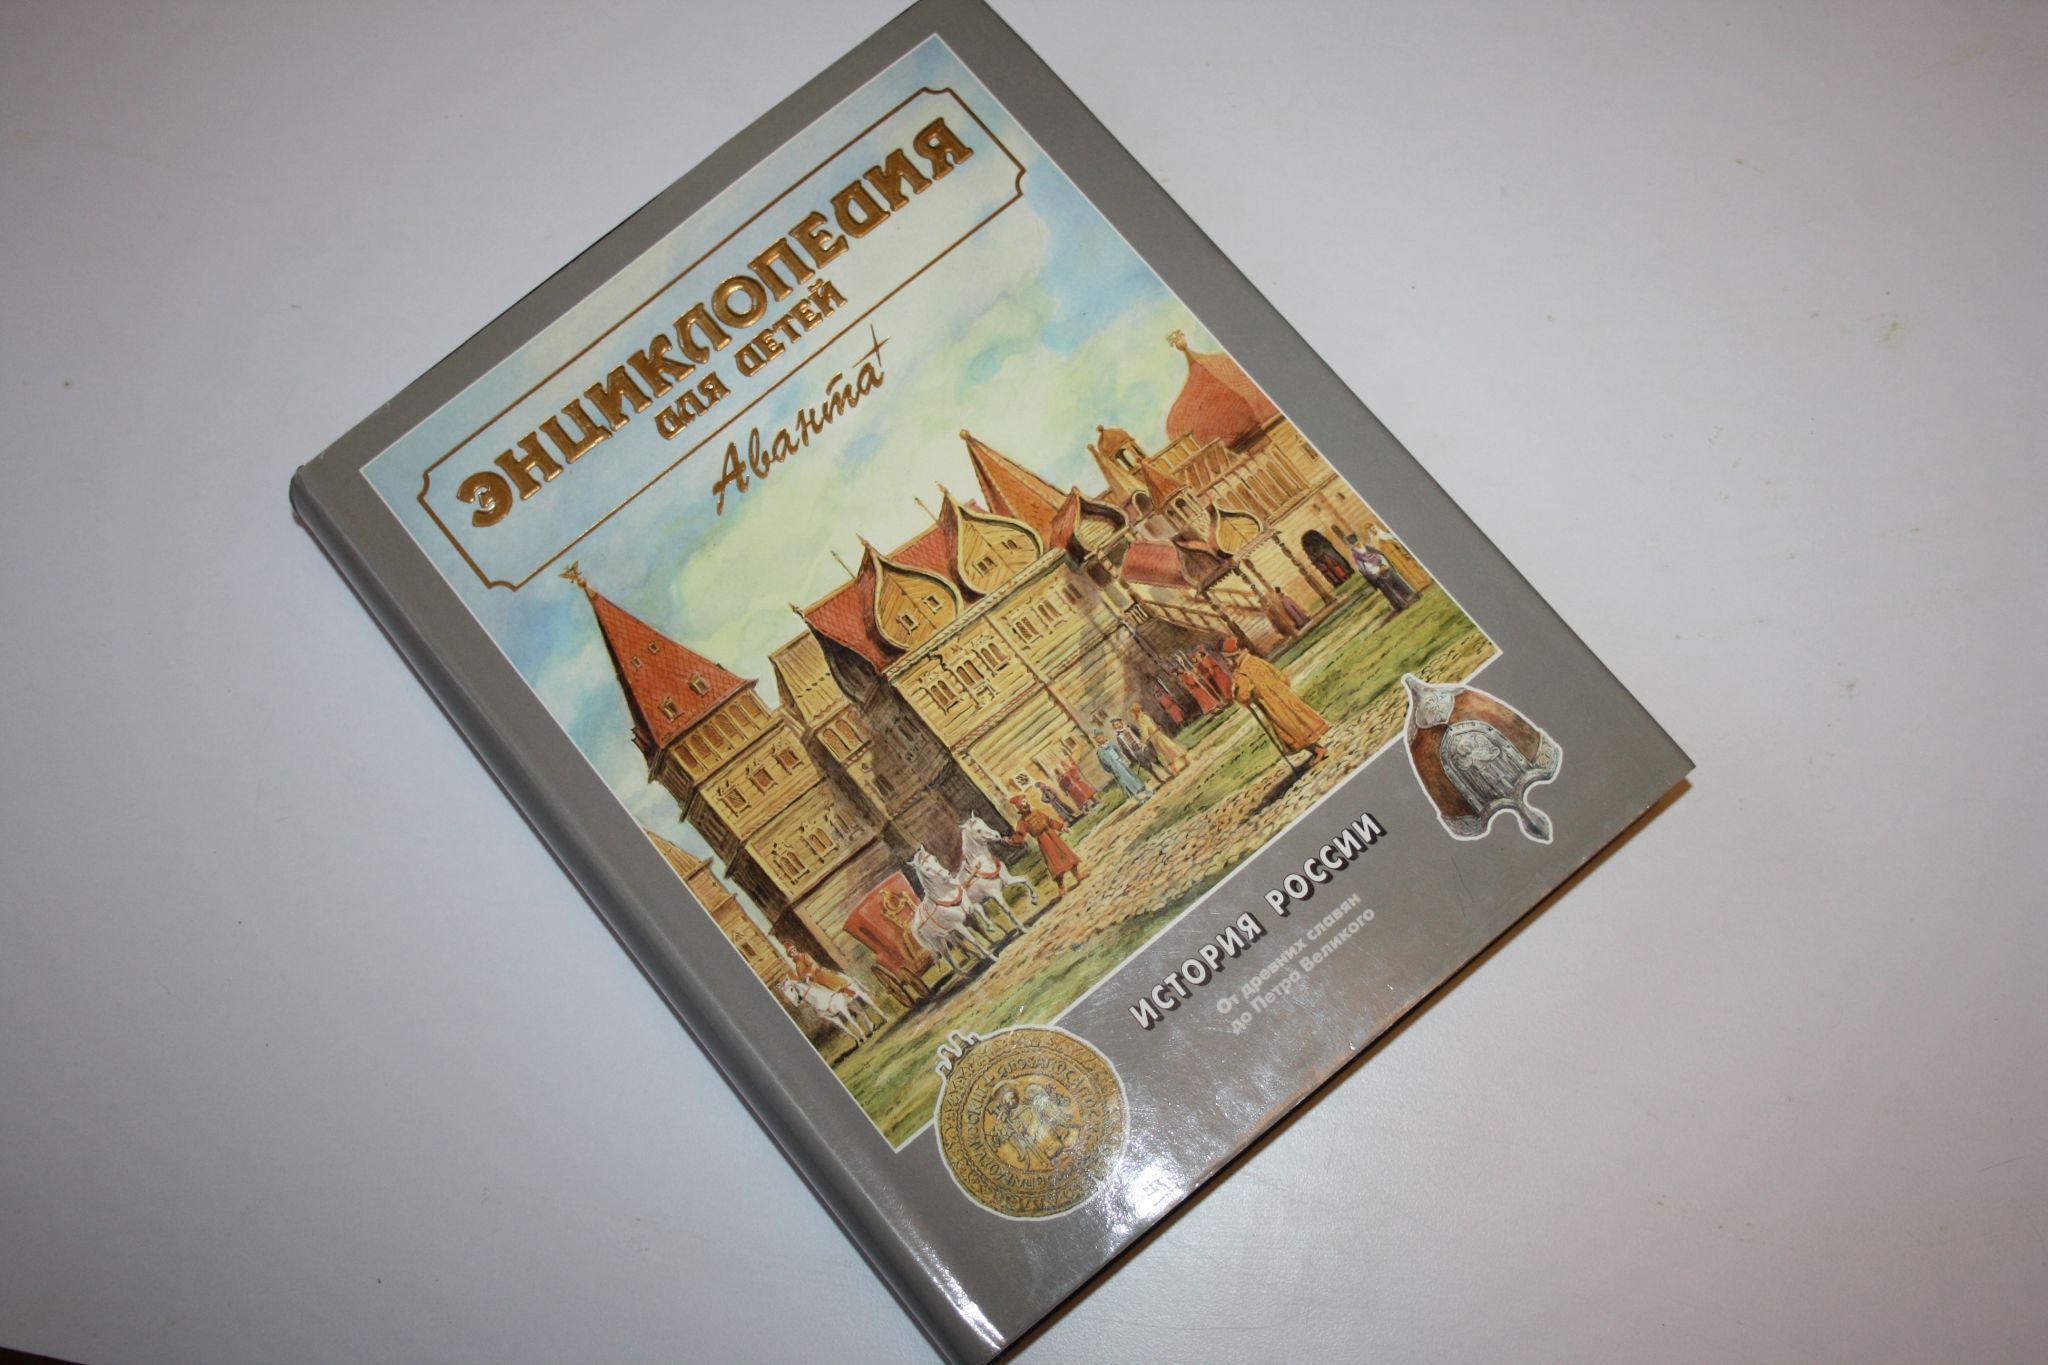 ЭНЦИКЛОПЕДИЯ
ДЛЯ ДЕТЕЙ
Аванта+
ИСТОРИЯ РОССИИ
От древних славян
до Петра Великого